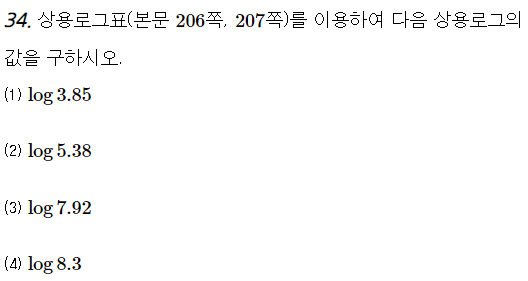 34. 상용로그표(본문 206쪽, 207쪽)를 이용하여 다음 상용로그의
값을 구하시오.
(1) log 3.85
(2) log 5.38
(3) log 7.92
(4) log 8.3